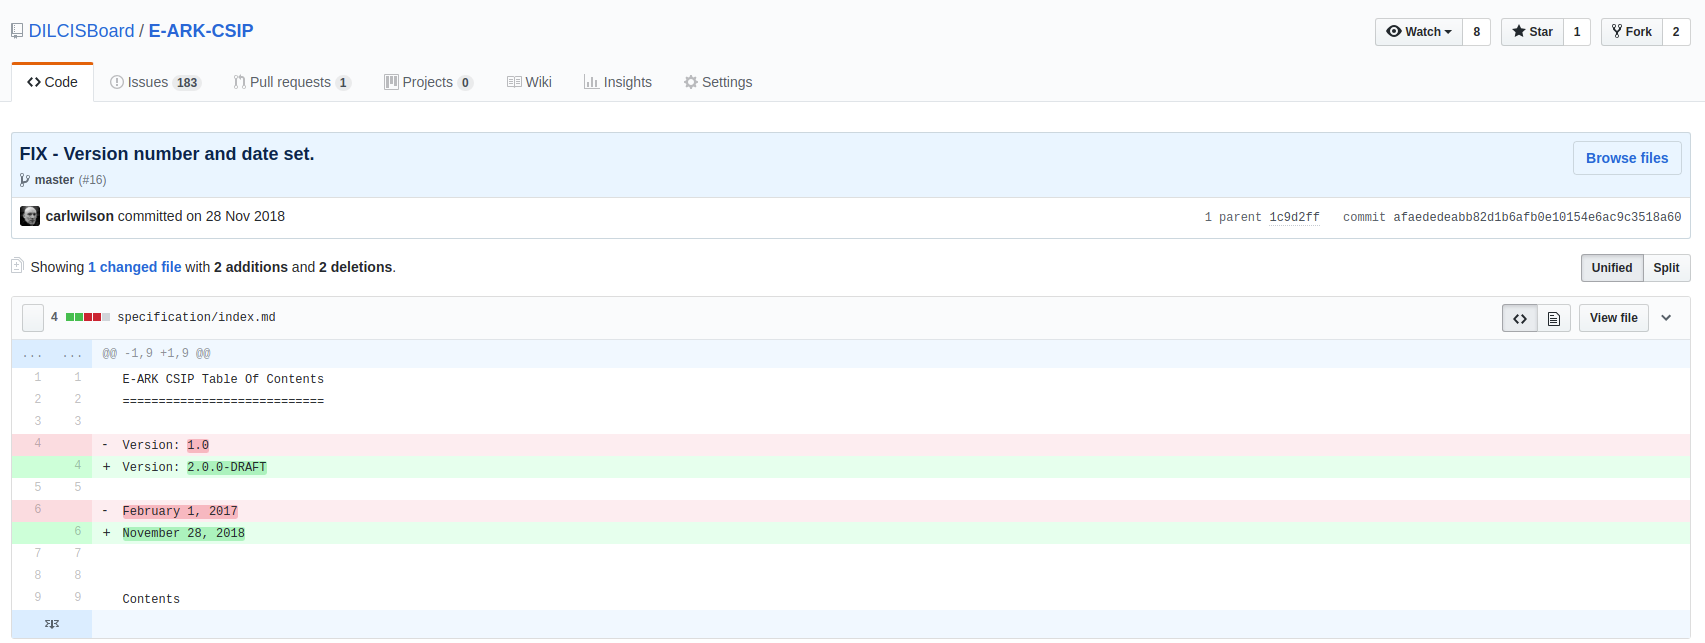 DILCISBoard / E-ARK-CSIP
Watch 8 Star 1 Fork 2
Code Issues 183 Pull requests 1 Projects 0 Wiki Insights Settings
FIX - Version number and date set.
Browse files
master (#16)
carlwilson committed on 28 Nov 2018
1 parent 1c9d2ff commit afaededeabb82d1b6afb0e10154e6ac9c3518a60
Showing 1 changed file with 2 additions and 2 deletions.
Unified Split
4 specification/index.md
<> View file
... ... @@ -1,9 +1,9 @@
1 1 E-ARK CSIP Table Of Contents
2 2 ============================
3 3
4 - Version: 1.0
4 + Version: 2.0.0-DRAFT
5 5
6 - February 1, 2017
6 + November 28, 2018
7 7
8 8
9 9 Contents